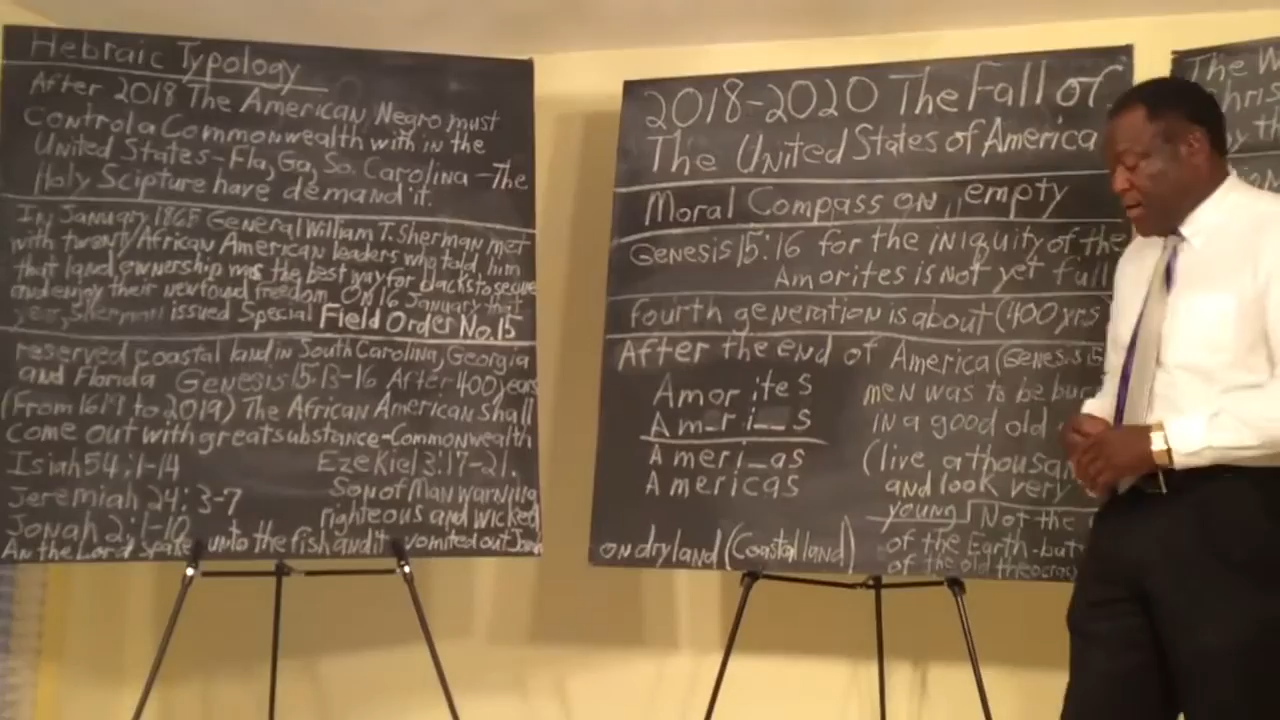 Hebraic Typology
After 2018 The American Negro must
control a Commonwealth with in the
United States - Fla, Ga, So. Carolina - The
Holy Scipture have demand it.
In January General William T. Sherman met
with twenty African American leaders who told him
that land ownership was the best way for blacks to secure
and enjoy their newfound freedom. On 16 January that
year, Sherman issued Special Field Order No. 15
reserved coastal land in South Carolina, Georgia
and Florida Genesis 15:13-16 After 400 years
(From 1619 to 2019) The African American shall
come out with great substance-Commonwealth
Isiah 54:1-14
Jeremiah 24:3-7
Jonah 2:1-10
Ezekiel 3:17-21.
Son of Man warning
righteous and wicked
An the Lord spake unto the fish and it vomited out Jon
2018-2020 The Fall of
The United States of America
Moral Compass on empty
Genesis 15:16 for the iniquity of the
Amorites is not yet full
fourth generation is about (400 yrs
After the end of America (Genesis 15
Amorites
Am_r i__s
Ameri_as
Americas
men was to be bur
in a good old
(live a thousan
and look very
young) Not the
of the Earth-but
of the old theocracy
on dry land (Coastal land)
The W
Chris
y th